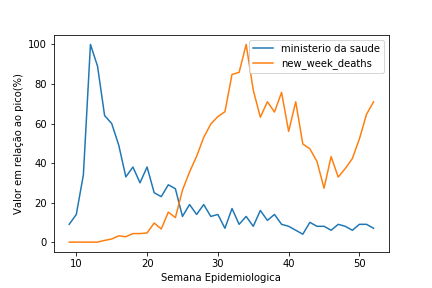 ministerio da saude
new_week_deaths
Valor em relação ao pico(%)
100
80
60
40
20
0
10
20
30
40
50
Semana Epidemiologica